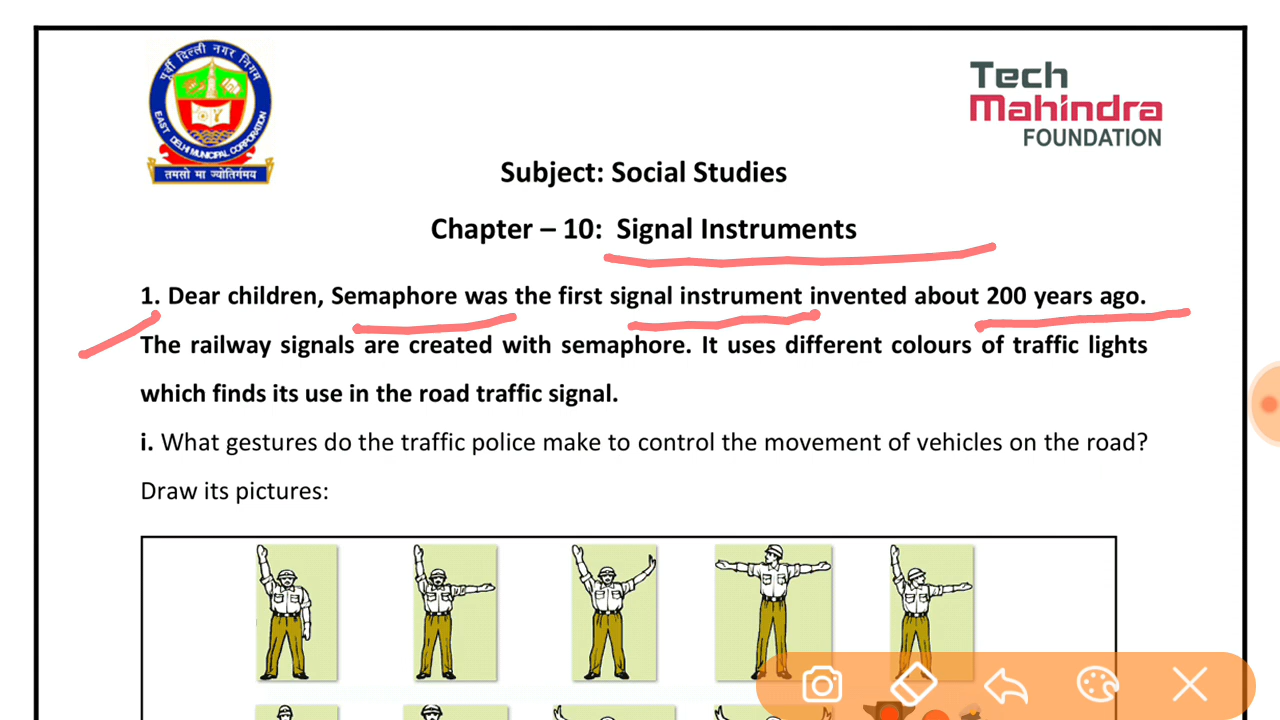 पूर्वी दिल्ली नगर निगम
EAST DELHI MUNICIPAL CORPORATION
तमसो मा ज्योतिर्गमय
Tech
Mahindra
FOUNDATION
Subject: Social Studies
Chapter – 10: Signal Instruments
1. Dear children, Semaphore was the first signal instrument invented about 200 years ago.
The railway signals are created with semaphore. It uses different colours of traffic lights
which finds its use in the road traffic signal.
i. What gestures do the traffic police make to control the movement of vehicles on the road?
Draw its pictures: